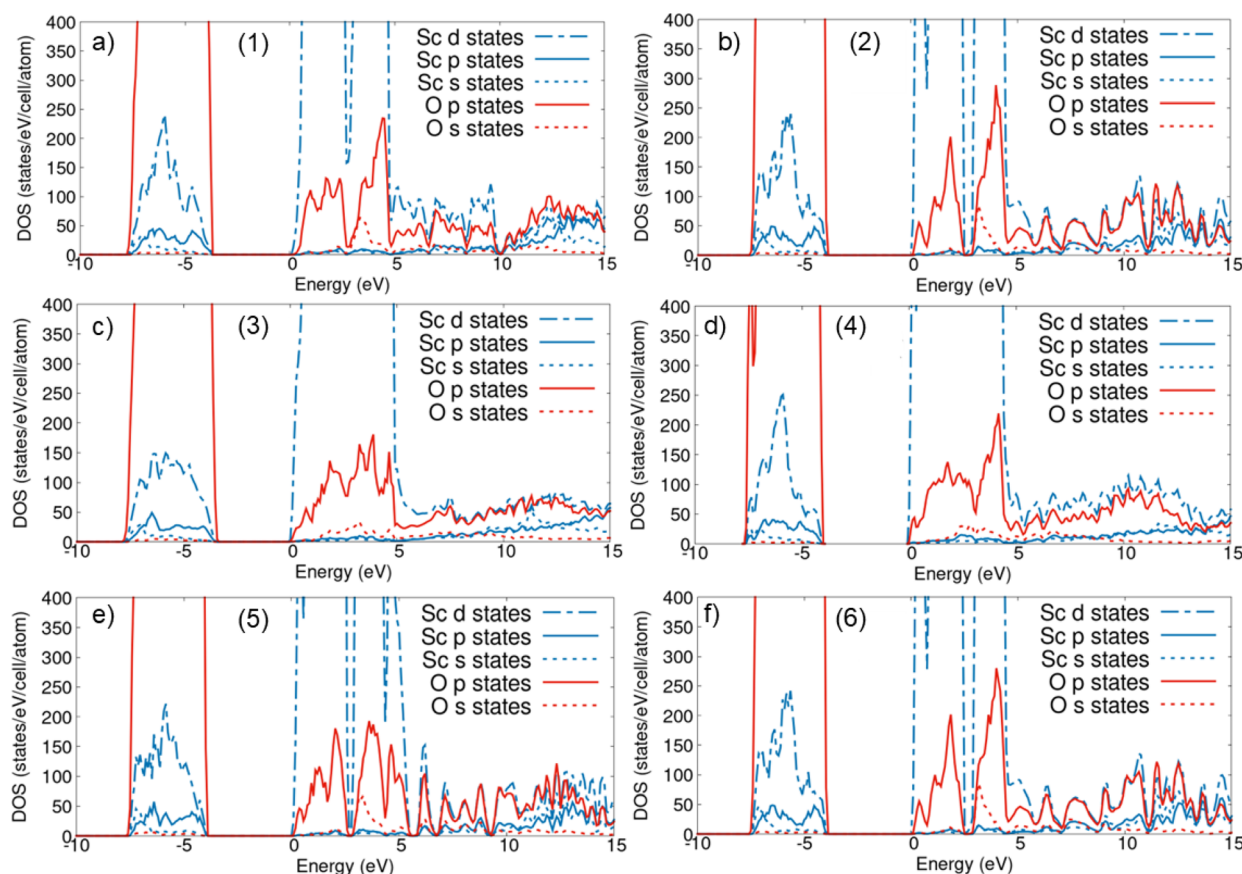 a) (1)
DOS (states/eV/cell/atom)
400
350
300
250
200
150
100
50
0
Sc d states
Sc p states
Sc s states
O p states
O s states
-10 -5 0 5 10 15
Energy (eV)
b) (2)
DOS (states/eV/cell/atom)
400
350
300
250
200
150
100
50
0
Sc d states
Sc p states
Sc s states
O p states
O s states
-10 -5 0 5 10 15
Energy (eV)
c) (3)
DOS (states/eV/cell/atom)
400
350
300
250
200
150
100
50
0
Sc d states
Sc p states
Sc s states
O p states
O s states
-10 -5 0 5 10 15
Energy (eV)
d) (4)
DOS (states/eV/cell/atom)
400
350
300
250
200
150
100
50
0
Sc d states
Sc p states
Sc s states
O p states
O s states
-10 -5 0 5 10 15
Energy (eV)
e) (5)
DOS (states/eV/cell/atom)
400
350
300
250
200
150
100
50
0
Sc d states
Sc p states
Sc s states
O p states
O s states
-10 -5 0 5 10 15
Energy (eV)
f) (6)
DOS (states/eV/cell/atom)
400
350
300
250
200
150
100
50
0
Sc d states
Sc p states
Sc s states
O p states
O s states
-10 -5 0 5 10 15
Energy (eV)